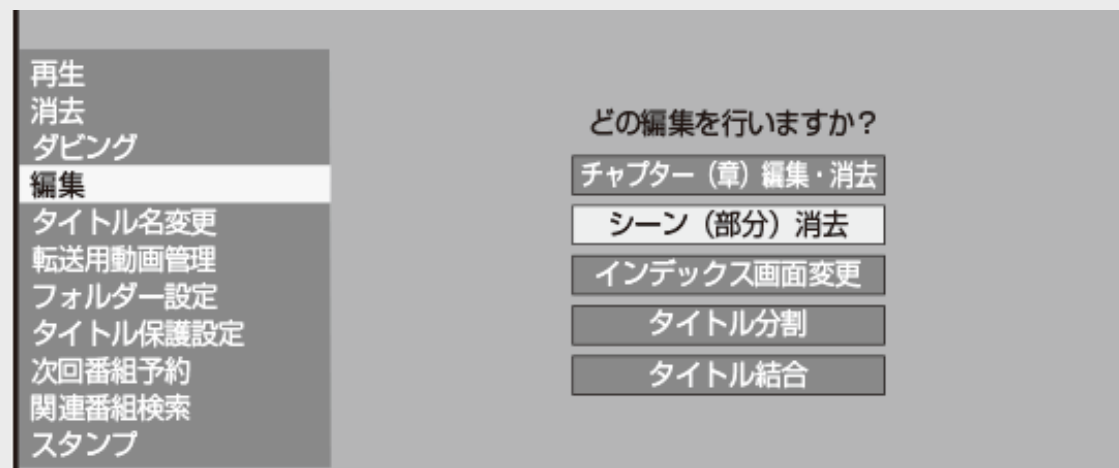 再生
消去
ダビング
編集
タイトル名変更
転送用動画管理
フォルダー設定
タイトル保護設定
次回番組予約
関連番組検索
スタンプ
どの編集を行いますか？
チャプター（章）編集・消去
シーン（部分）消去
インデックス画面変更
タイトル分割
タイトル結合